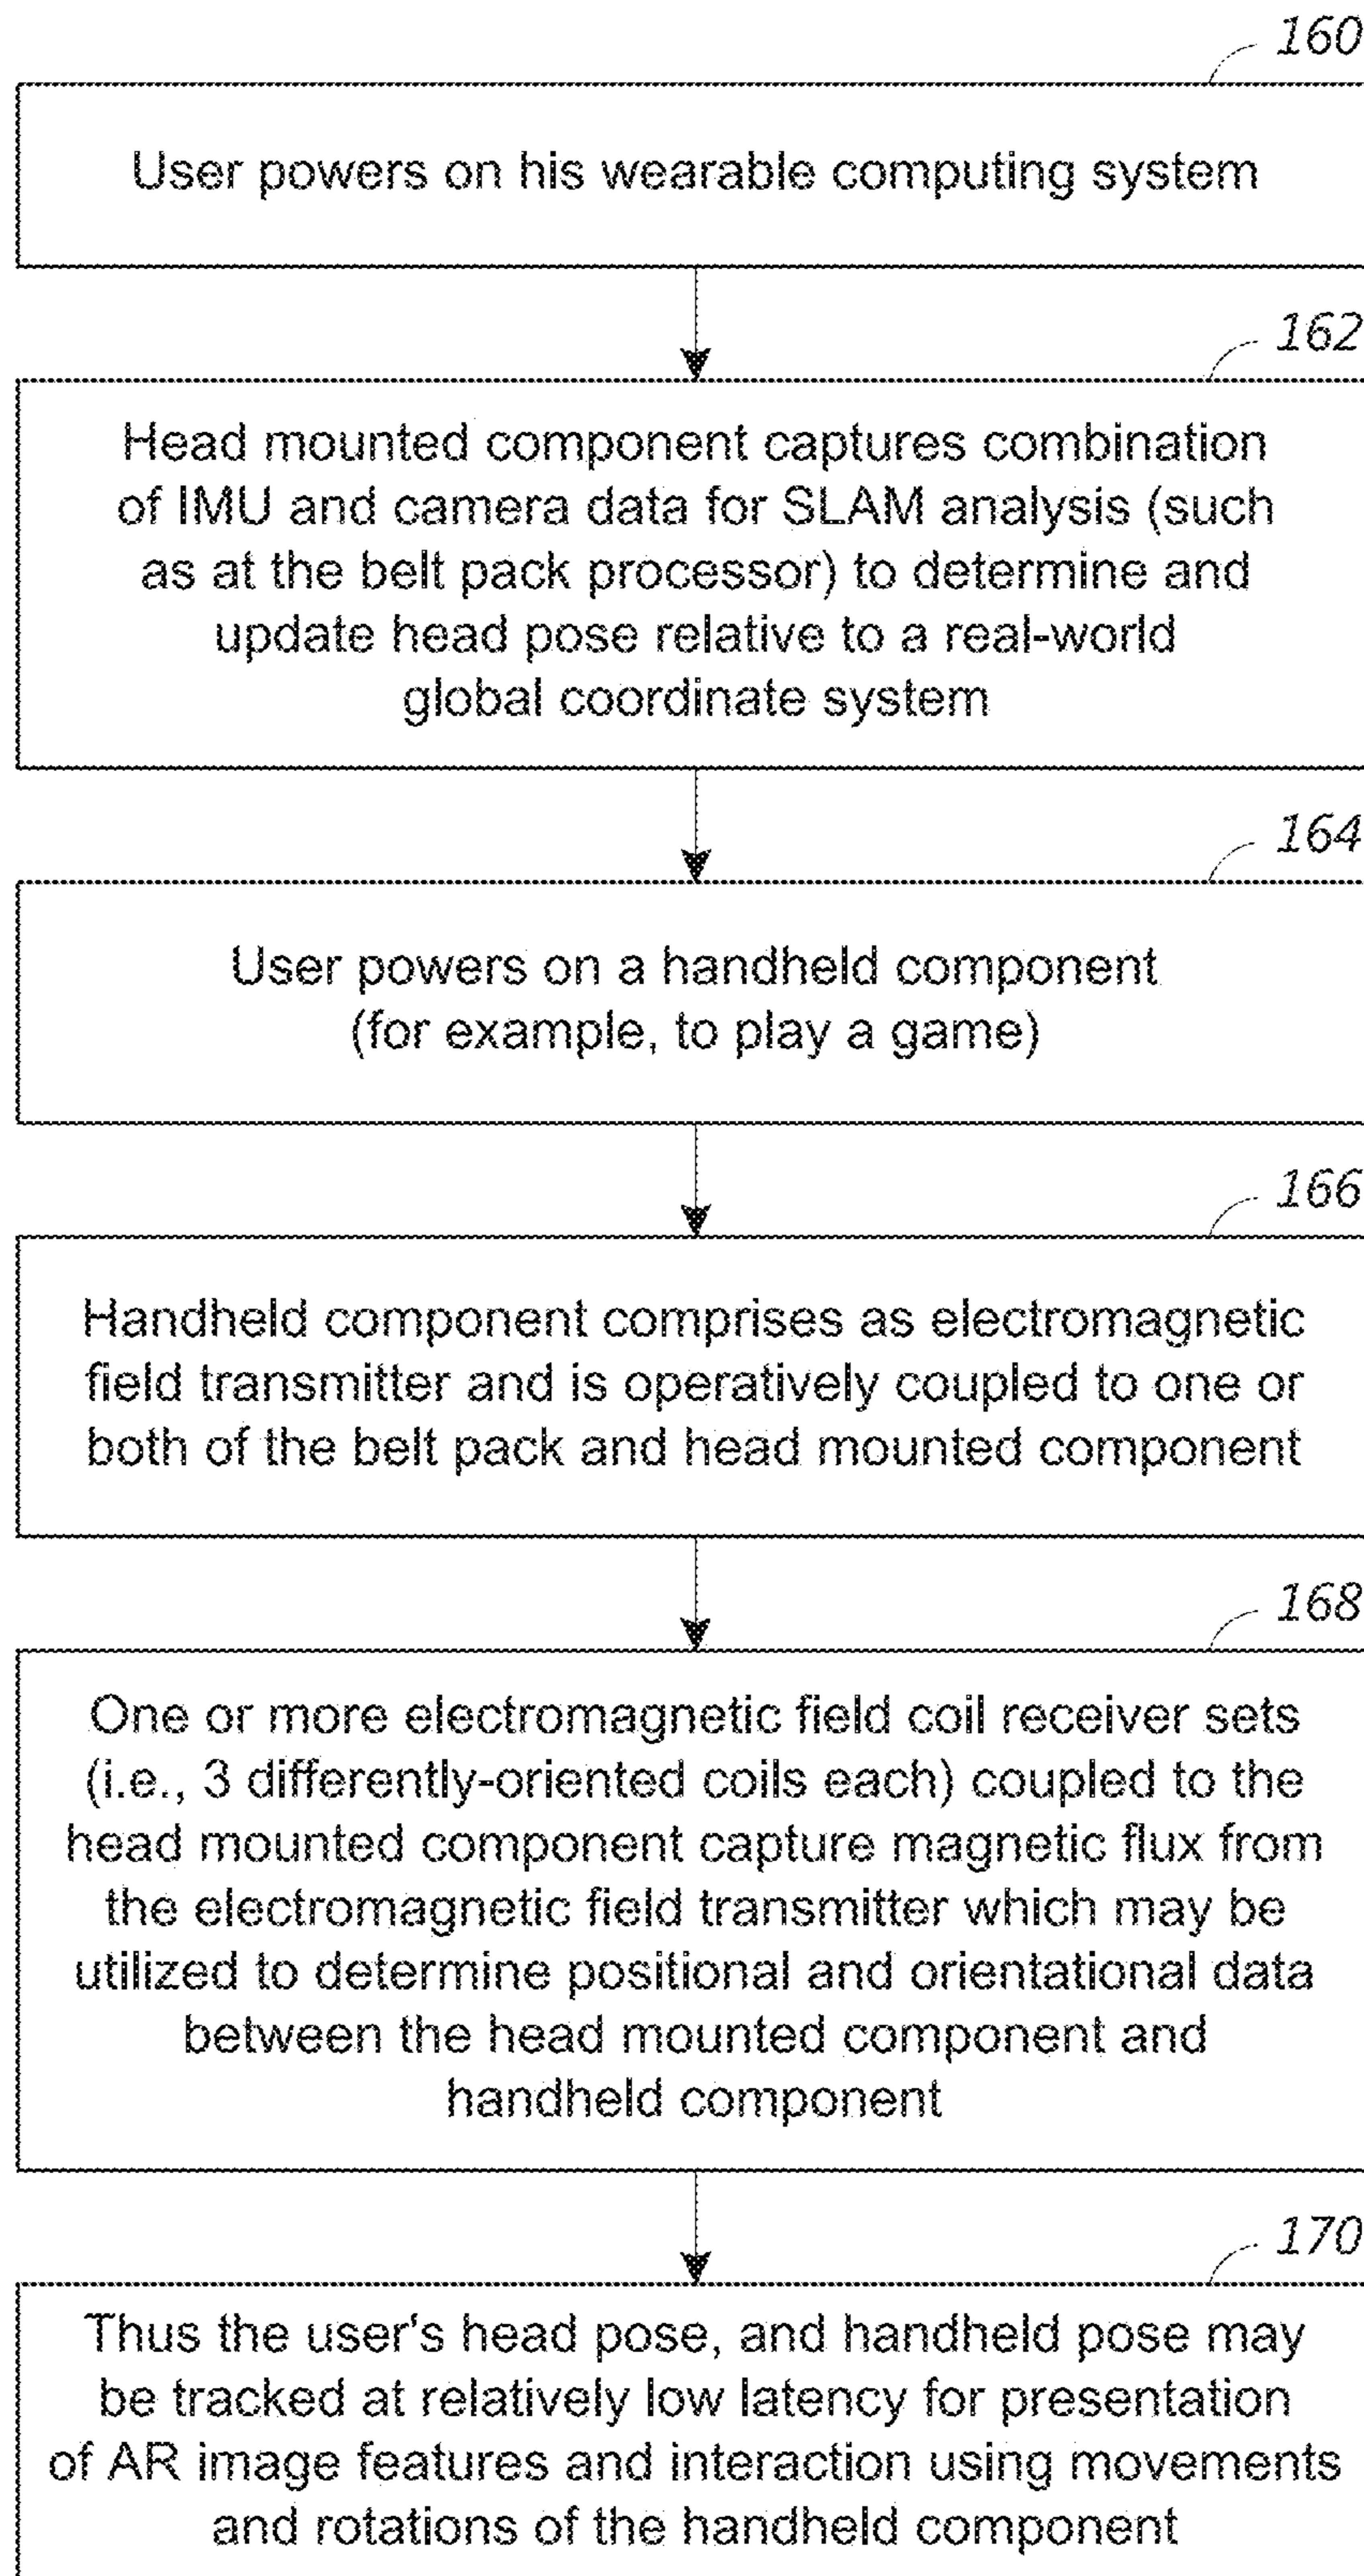 160
User powers on his wearable computing system
162
Head mounted component captures combination
of IMU and camera data for SLAM analysis (such
as at the belt pack processor) to determine and
update head pose relative to a real-world
global coordinate system
164
User powers on a handheld component
(for example, to play a game)
166
Handheld component comprises as electromagnetic
field transmitter and is operatively coupled to one or
both of the belt pack and head mounted component
168
One or more electromagnetic field coil receiver sets
(i.e., 3 differently-oriented coils each) coupled to the
head mounted component capture magnetic flux from
the electromagnetic field transmitter which may be
utilized to determine positional and orientational data
between the head mounted component and
handheld component
170
Thus the user's head pose, and handheld pose may
be tracked at relatively low latency for presentation
of AR image features and interaction using movements
and rotations of the handheld component